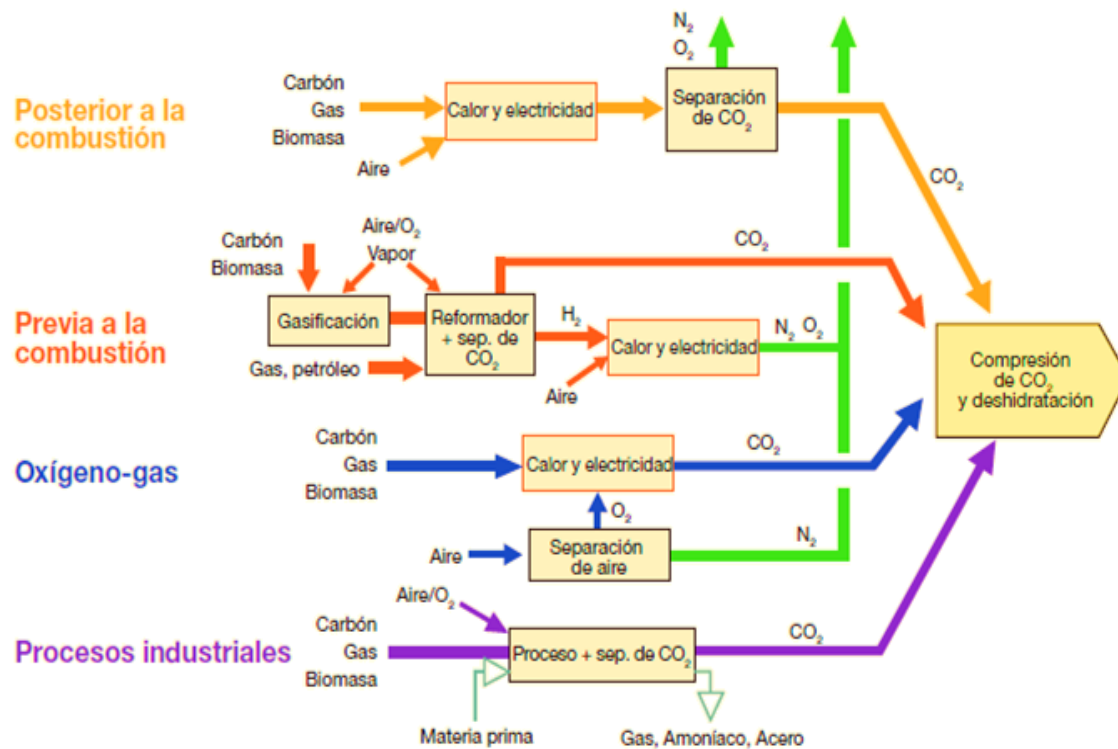 Posterior a la
combustión
Carbón
Gas
Biomasa
Aire
Calor y electricidad
Separación
de CO₂
N₂
O₂
CO₂
Previa a la
combustión
Carbón
Biomasa
Aire/O₂
Vapor
Gasificación
Gas, petróleo
Reformador
+ sep. de
CO₂
H₂
Aire
Calor y electricidad
N₂ O₂
CO₂
Compresión
de CO₂
y deshidratación
Oxígeno-gas
Carbón
Gas
Biomasa
Calor y electricidad
CO₂
O₂
Aire
Separación
de aire
N₂
Procesos industriales
Carbón
Gas
Biomasa
Aire/O₂
Proceso + sep. de CO₂
CO₂
Materia prima
Gas, Amoníaco, Acero